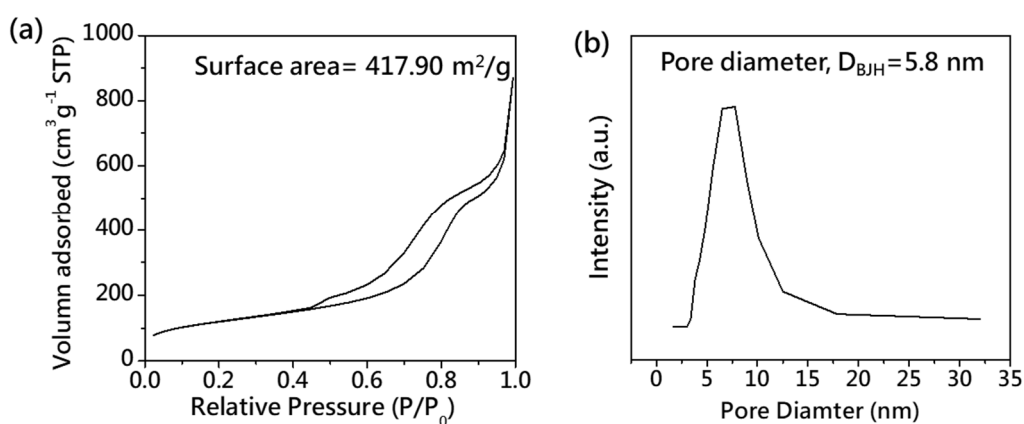 (a)
Surface area= 417.90 m²/g
Volumn adsorbed (cm³ g⁻¹ STP)
1000
800
600
400
200
0
0.0 0.2 0.4 0.6 0.8 1.0
Relative Pressure (P/P₀)
(b)
Pore diameter, D_BJH=5.8 nm
Intensity (a.u.)
0 5 10 15 20 25 30 35
Pore Diamter (nm)